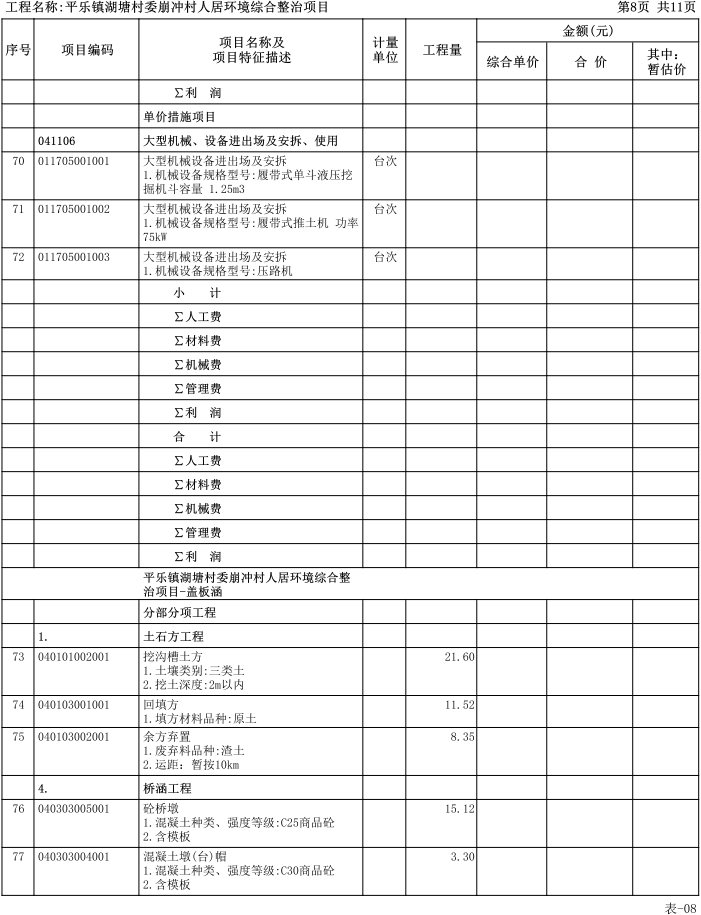 工程名称:平乐镇湖塘村委崩冲村人居环境综合整治项目 第8页 共11页
序号 项目编码 项目名称及 项目特征描述 计量单位 工程量 金额(元)
综合单价 合 价 其中：暂估价
∑利 润
单价措施项目
041106 大型机械、设备进出场及安拆、使用
70 011705001001 大型机械设备进出场及安拆 台次
1.机械设备规格型号:履带式单斗液压挖
掘机斗容量 1.25m3
71 011705001002 大型机械设备进出场及安拆 台次
1.机械设备规格型号:履带式推土机 功率
75kW
72 011705001003 大型机械设备进出场及安拆 台次
1.机械设备规格型号:压路机
小 计
∑人工费
∑材料费
∑机械费
∑管理费
∑利 润
合 计
∑人工费
∑材料费
∑机械费
∑管理费
∑利 润
平乐镇湖塘村委崩冲村人居环境综合整
治项目-盖板涵
分部分项工程
1. 土石方工程
73 040101002001 挖沟槽土方 21.60
1.土壤类别:三类土
2.挖土深度:2m以内
74 040103001001 回填方 11.52
1.填方材料品种:原土
75 040103002001 余方弃置 8.35
1.废弃料品种:渣土
2.运距：暂按10km
4. 桥涵工程
76 040303005001 砼桥墩 15.12
1.混凝土种类、强度等级:C25商品砼
2.含模板
77 040303004001 混凝土墩(台)帽 3.30
1.混凝土种类、强度等级:C30商品砼
2.含模板
表-08